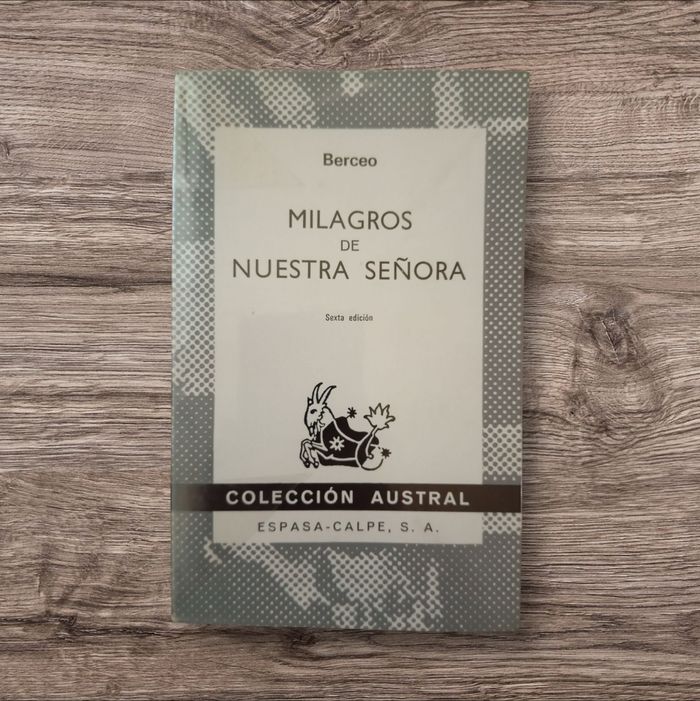 Berceo
MILAGROS
DE
NUESTRA SEÑORA
Sexta edición
COLECCIÓN AUSTRAL
ESPASA-CALPE, S. A.